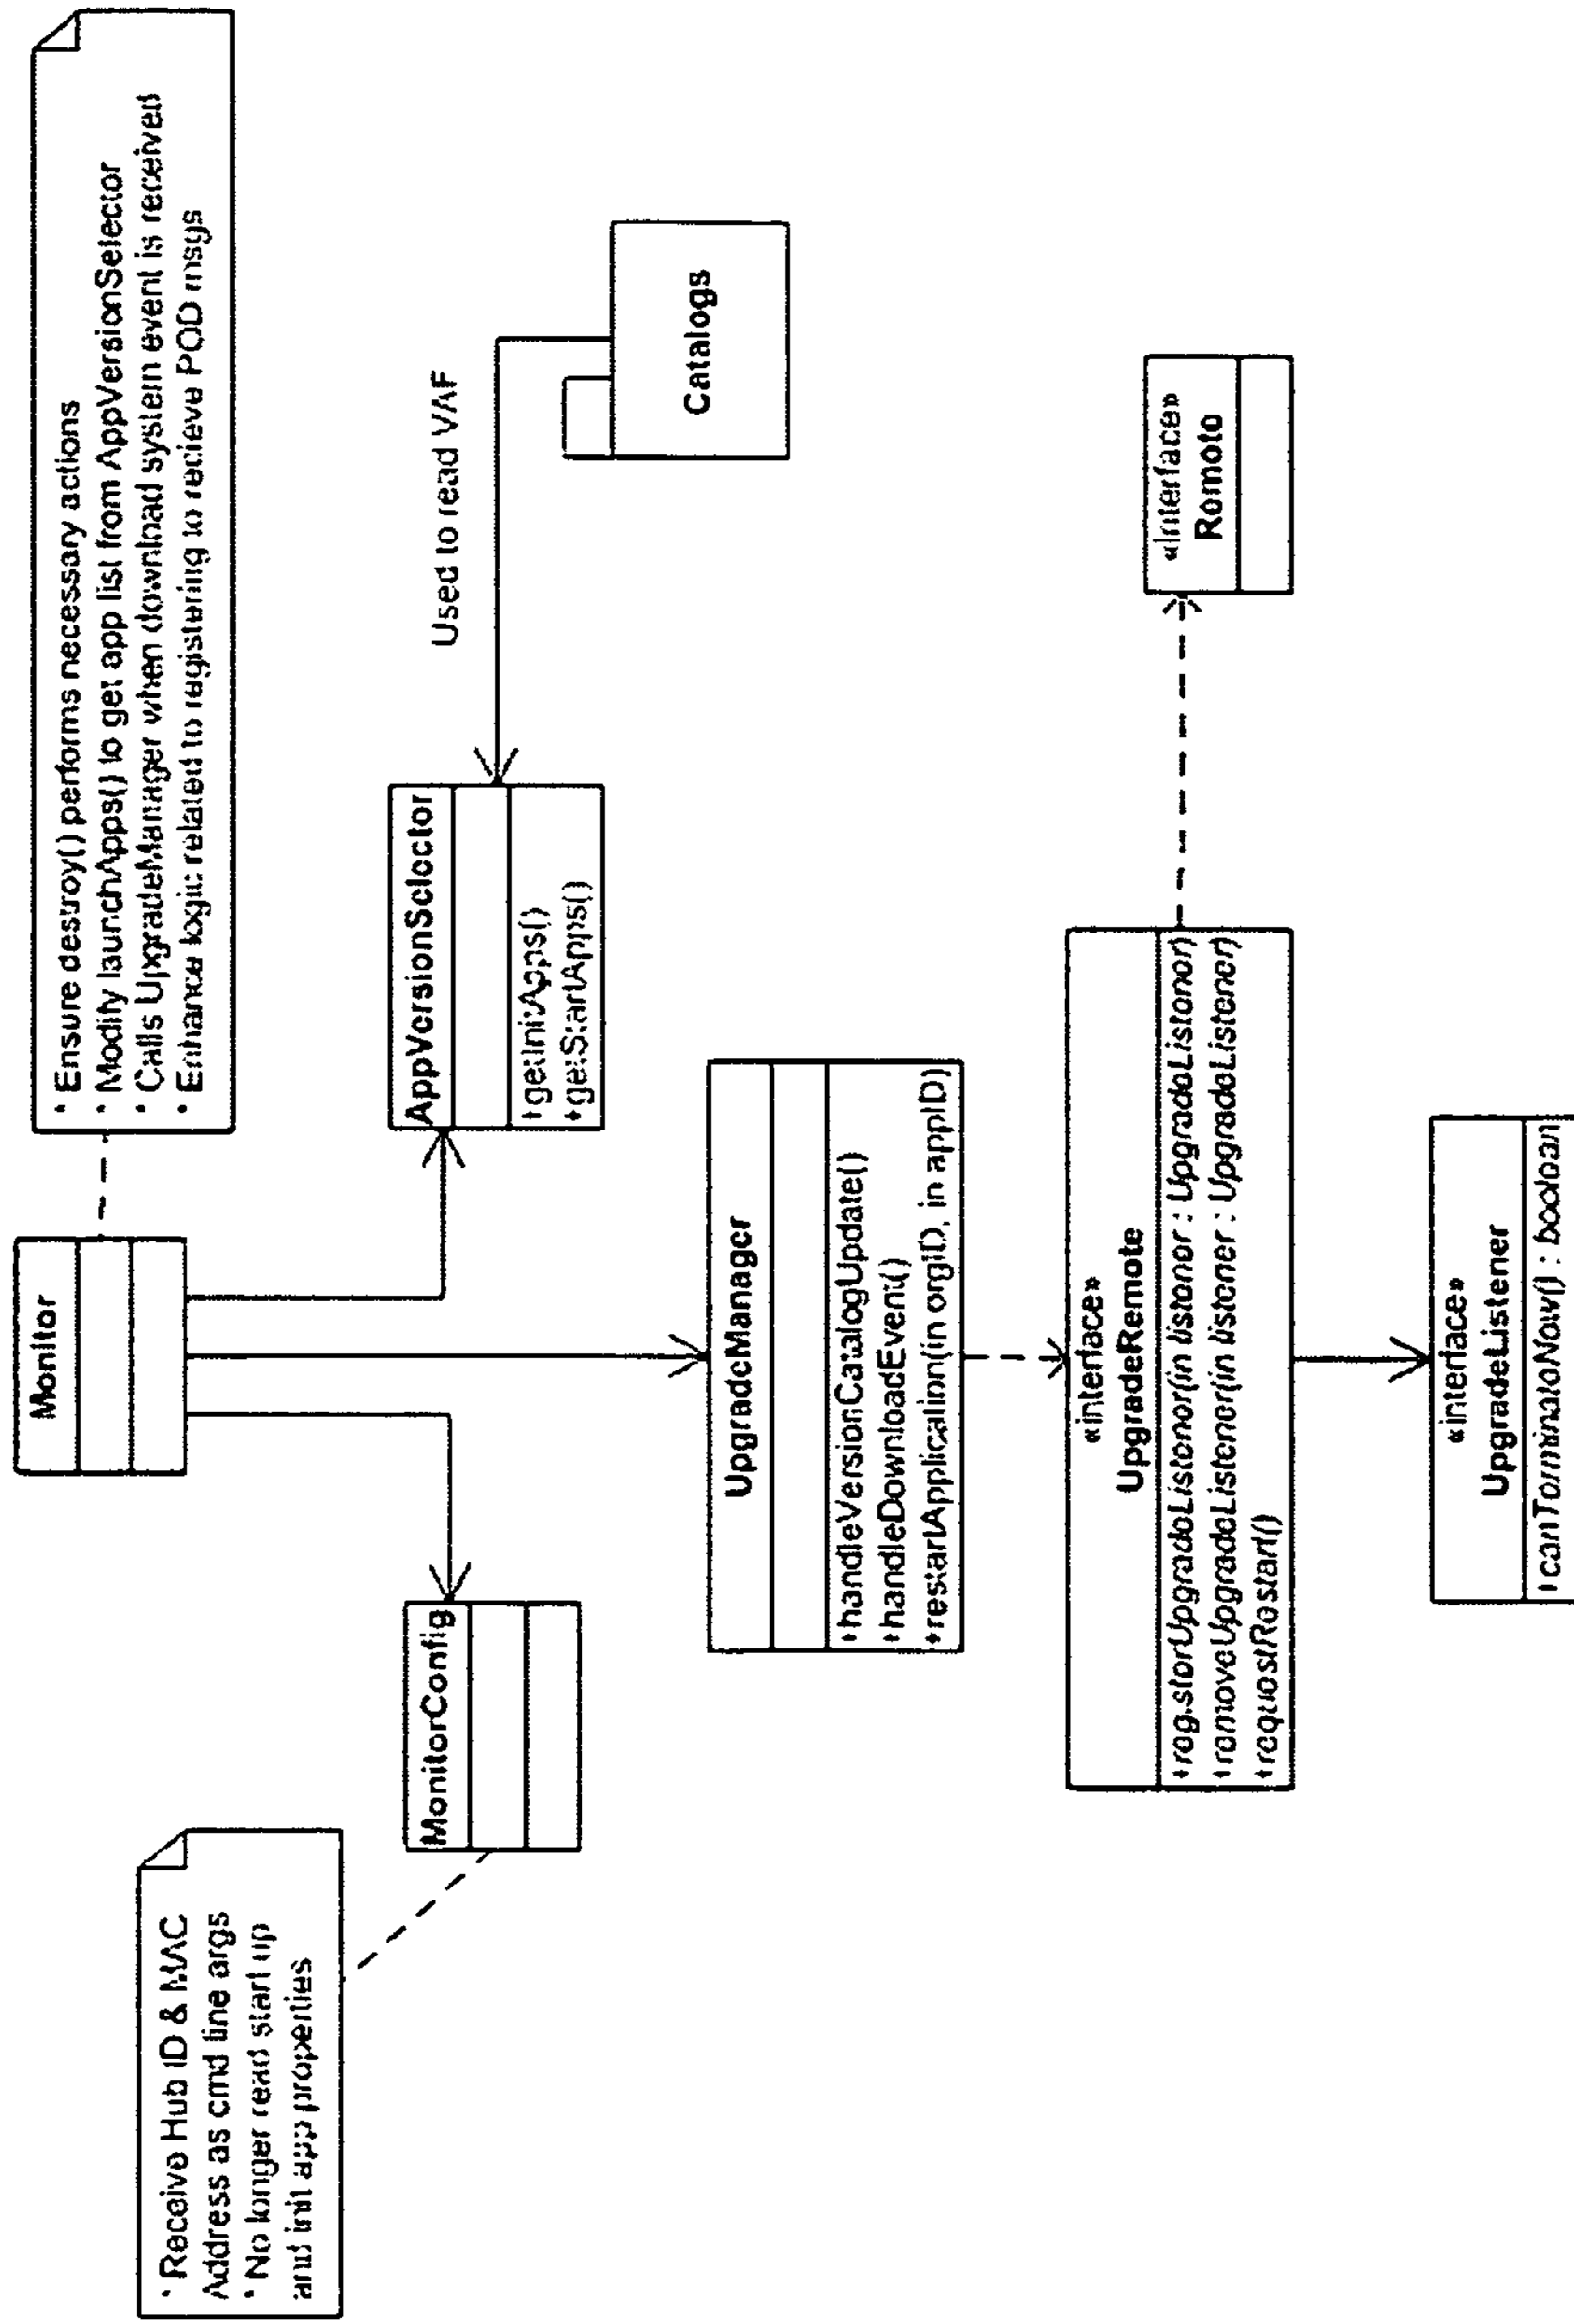 * Receive Hub ID & MAC
Address as cmd line args
* No longer read start up
and init app properties
Monitor
* Ensure destroy() performs necessary actions
* Modify launchApps() to get app list from AppVersionSelector
* Calls UpgradeManager when download system event is received
* Enhance logic related to registering to recieve POD msgs
MonitorConfig
AppVersionSelector
+getInitApps()
+getStartApps()
Used to read VAF
Catalogs
UpgradeManager
+handleVersionCatalogUpdate()
+handleDownloadEvent()
+restartApplication(in orgID, in appID)
«interface»
UpgradeRemote
+registerUpgradeListener(in listener : UpgradeListener)
+removeUpgradeListener(in listener : UpgradeListener)
+requestRestart()
«interface»
Remote
«interface»
UpgradeListener
+canTerminateNow() : boolean